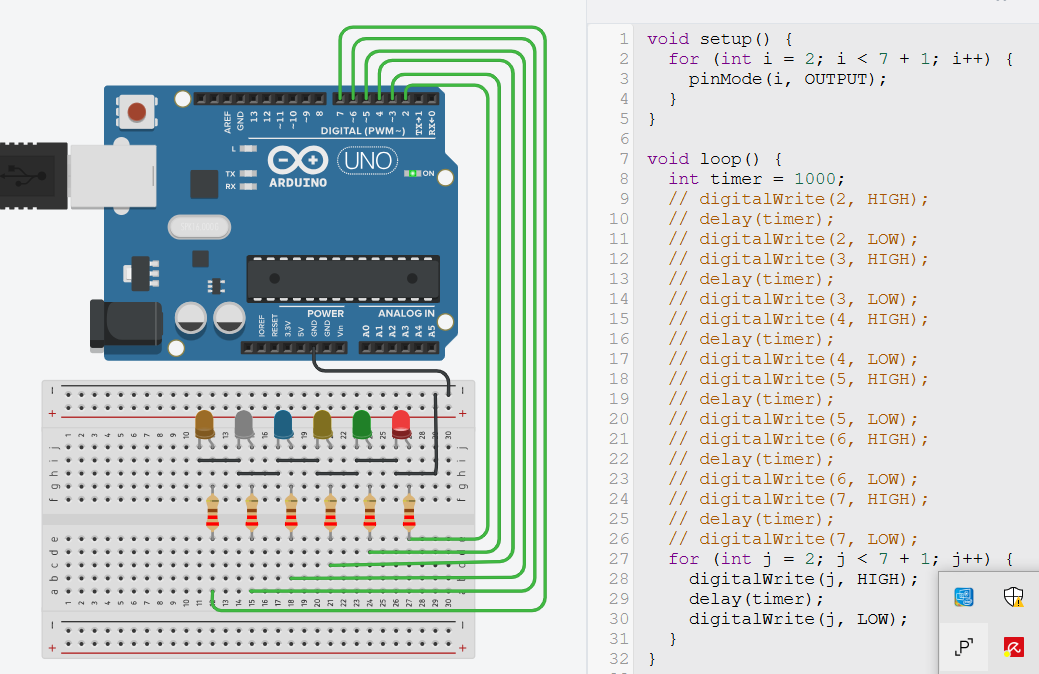 AREF
GND
13
12
~11
~10
~9
8
7
~6
~5
4
~3
2
TX→1
RX←0
DIGITAL (PWM~)
L
TX
RX
ARDUINO
UNO
ON
POWER
ANALOG IN
IOREF
RESET
3.3V
5V
GND
GND
Vin
A0
A1
A2
A3
A4
A5
1 void setup() {
2 for (int i = 2; i < 7 + 1; i++) {
3 pinMode(i, OUTPUT);
4 }
5 }
6
7 void loop() {
8 int timer = 1000;
9 // digitalWrite(2, HIGH);
10 // delay(timer);
11 // digitalWrite(2, LOW);
12 // digitalWrite(3, HIGH);
13 // delay(timer);
14 // digitalWrite(3, LOW);
15 // digitalWrite(4, HIGH);
16 // delay(timer);
17 // digitalWrite(4, LOW);
18 // digitalWrite(5, HIGH);
19 // delay(timer);
20 // digitalWrite(5, LOW);
21 // digitalWrite(6, HIGH);
22 // delay(timer);
23 // digitalWrite(6, LOW);
24 // digitalWrite(7, HIGH);
25 // delay(timer);
26 // digitalWrite(7, LOW);
27 for (int j = 2; j < 7 + 1; j++) {
28 digitalWrite(j, HIGH);
29 delay(timer);
30 digitalWrite(j, LOW);
31 }
32 }